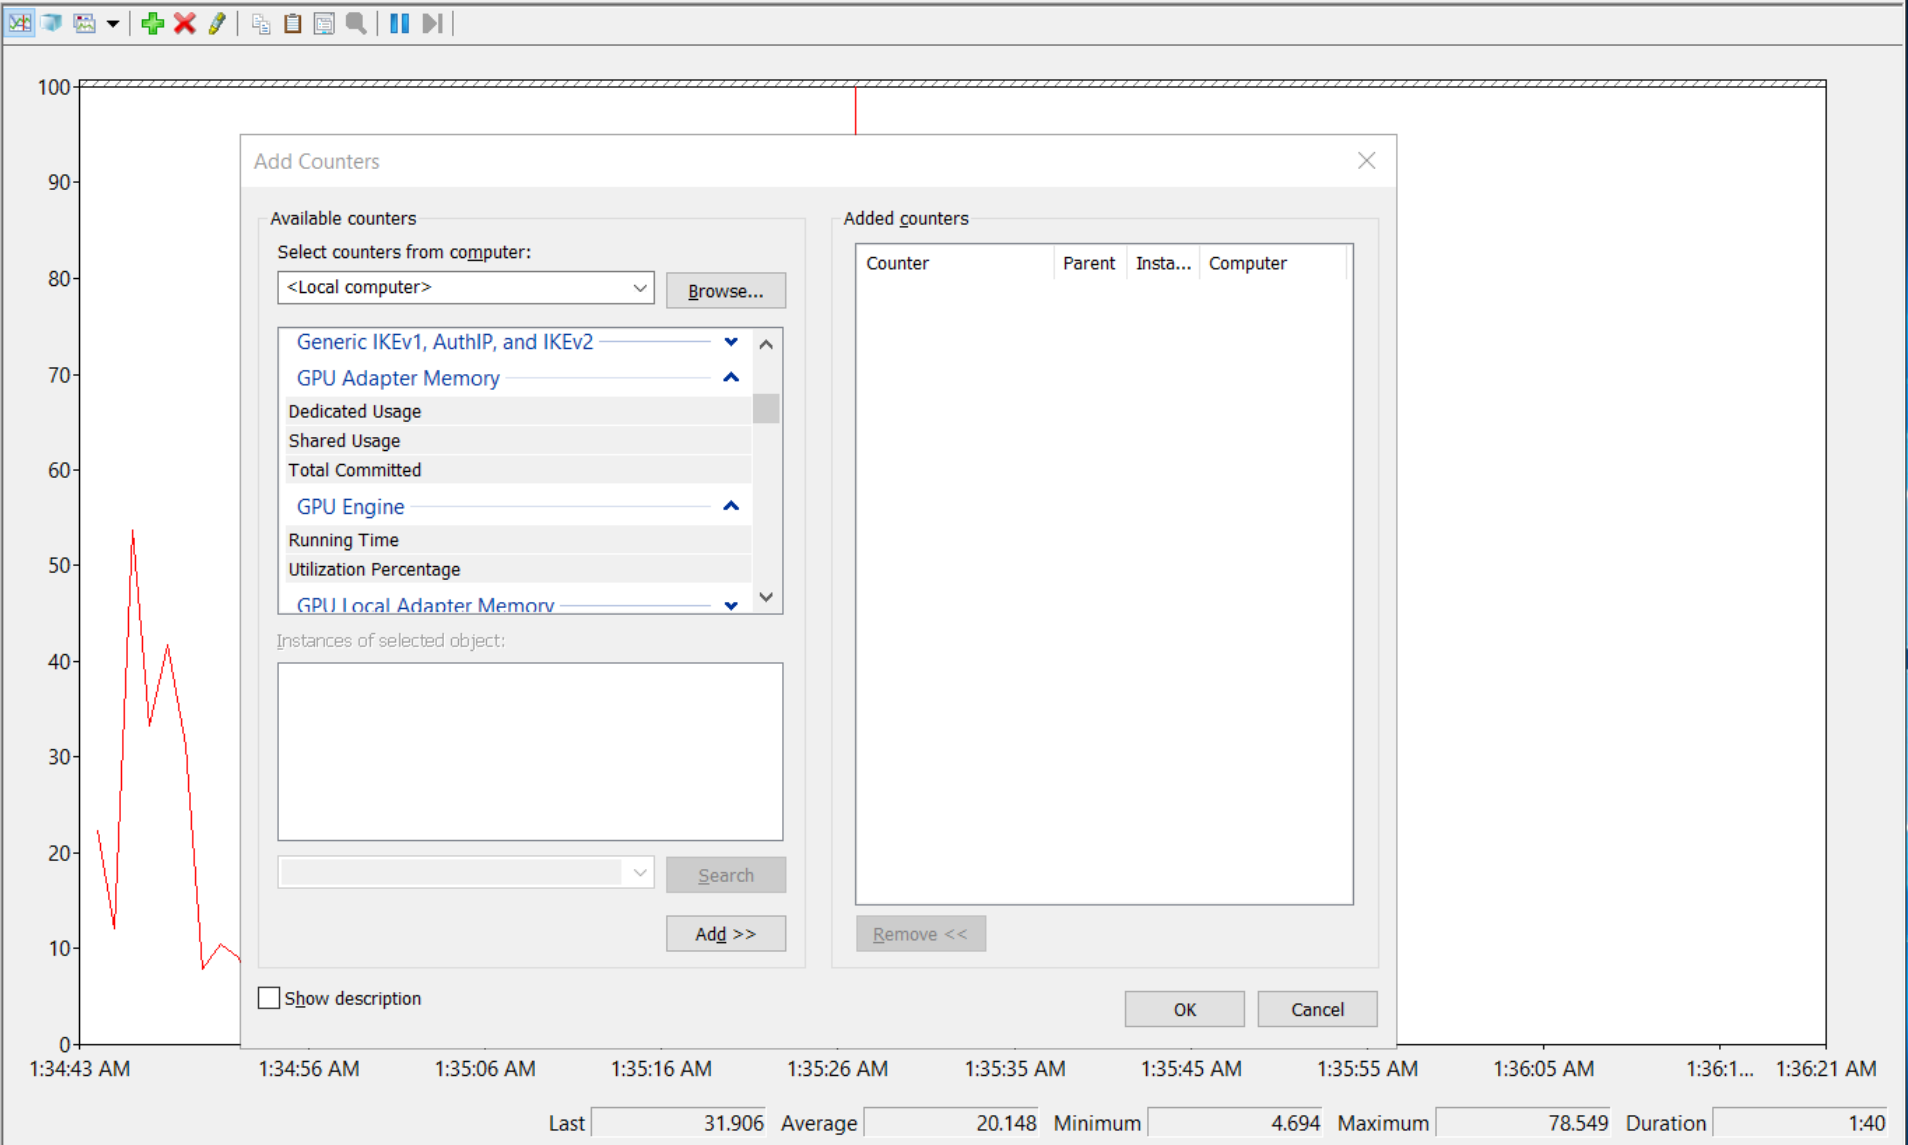 100
90
80
70
60
50
40
30
20
10
0
Add Counters
Available counters
Select counters from computer:
<Local computer>
Browse...
Generic IKEv1, AuthIP, and IKEv2
GPU Adapter Memory
Dedicated Usage
Shared Usage
Total Committed
GPU Engine
Running Time
Utilization Percentage
GPU Local Adapter Memory
Instances of selected object:
Search
Add >>
Show description
Added counters
Counter Parent Insta... Computer
Remove <<
OK Cancel
1:34:43 AM 1:34:56 AM 1:35:06 AM 1:35:16 AM 1:35:26 AM 1:35:35 AM 1:35:45 AM 1:35:55 AM 1:36:05 AM 1:36:1... 1:36:21 AM
Last 31.906 Average 20.148 Minimum 4.694 Maximum 78.549 Duration 1:40